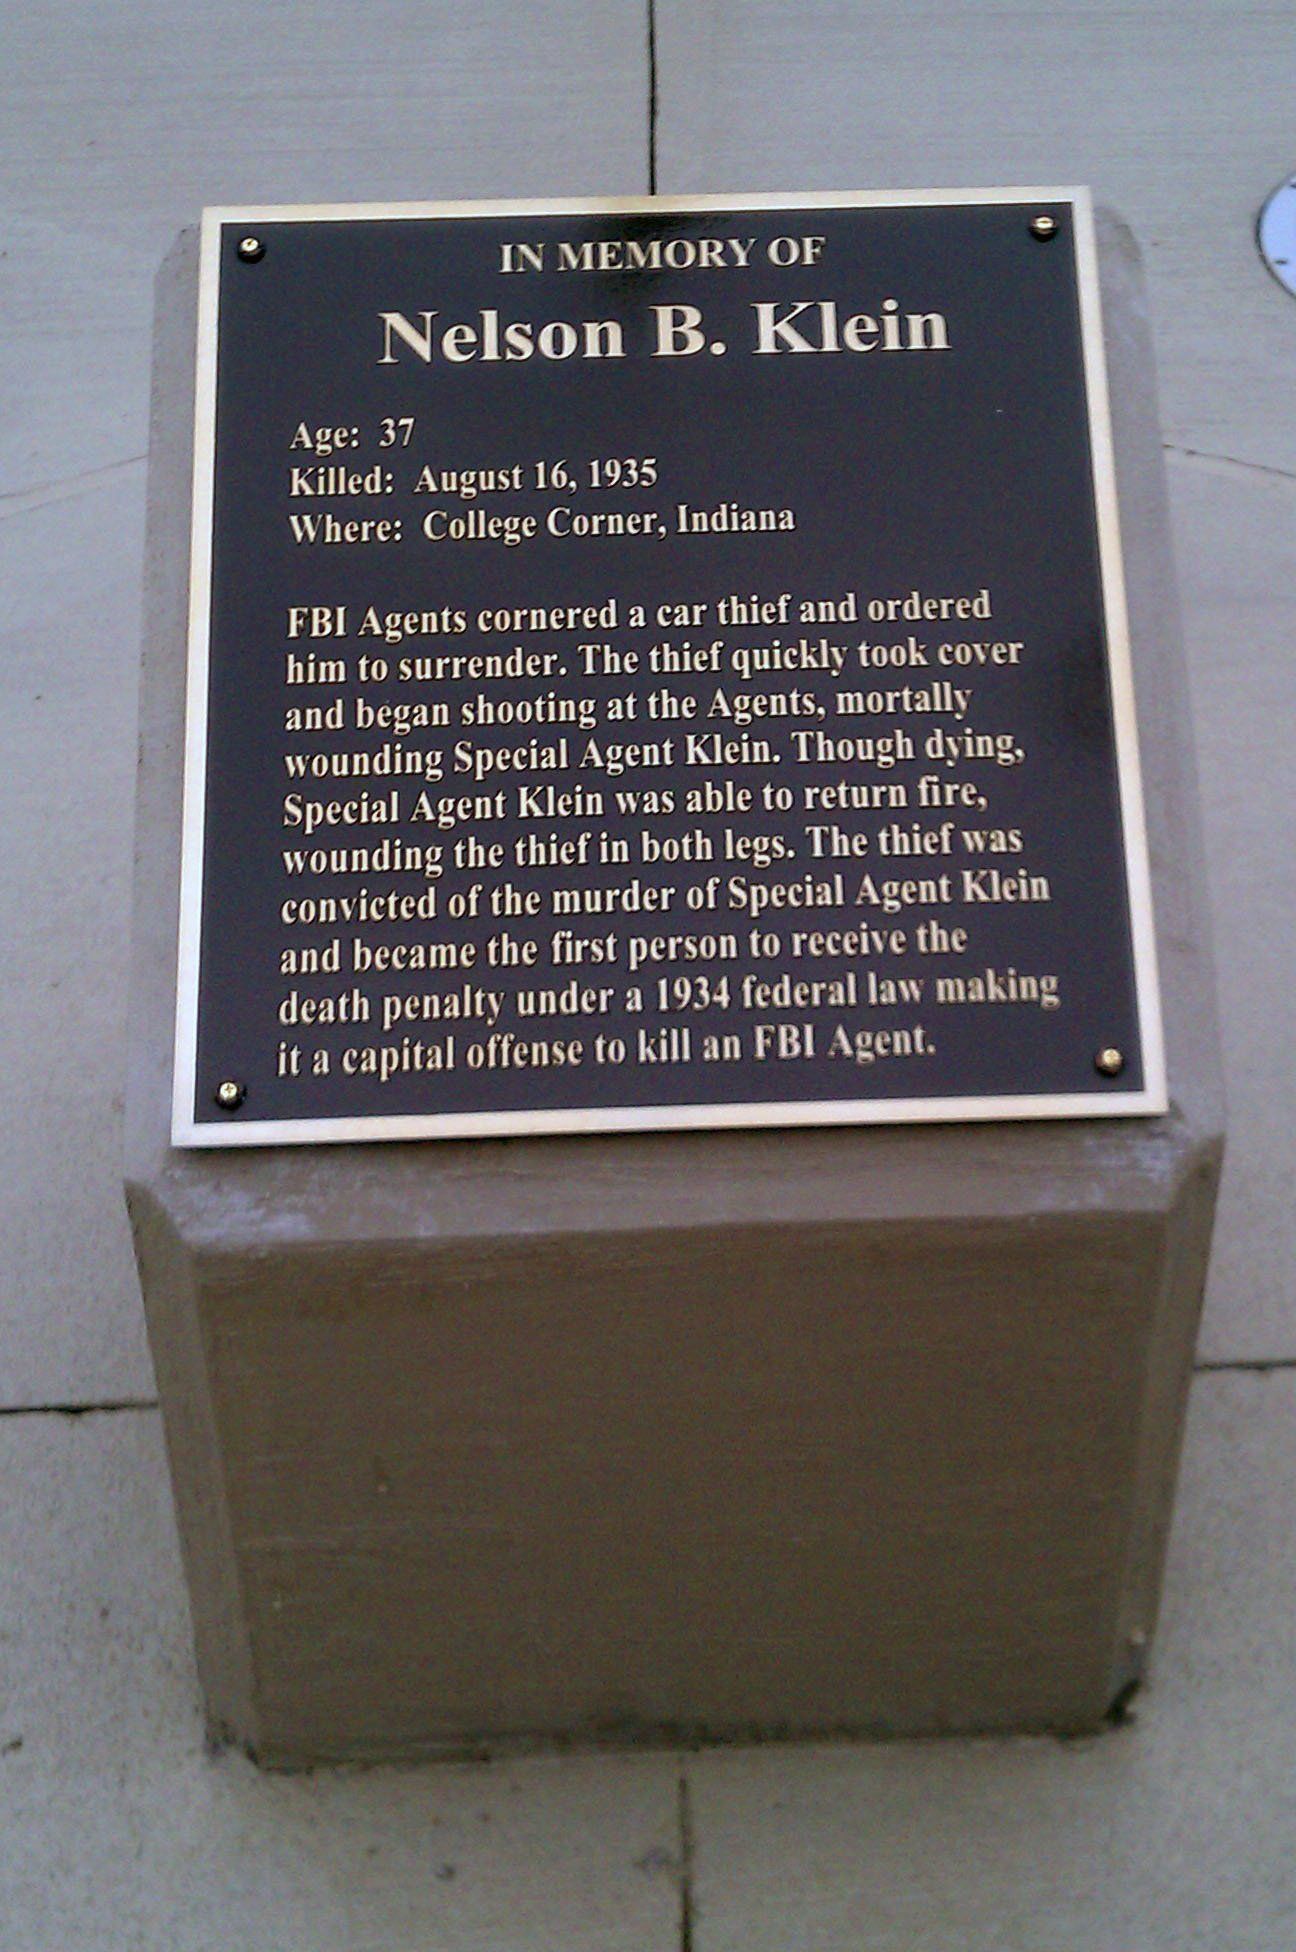 IN MEMORY OF
Nelson B. Klein
Age: 37
Killed: August 16, 1935
Where: College Corner, Indiana
FBI Agents cornered a car thief and ordered
him to surrender. The thief quickly took cover
and began shooting at the Agents, mortally
wounding Special Agent Klein. Though dying,
Special Agent Klein was able to return fire,
wounding the thief in both legs. The thief was
convicted of the murder of Special Agent Klein
and became the first person to receive the
death penalty under a 1934 federal law making
it a capital offense to kill an FBI Agent.